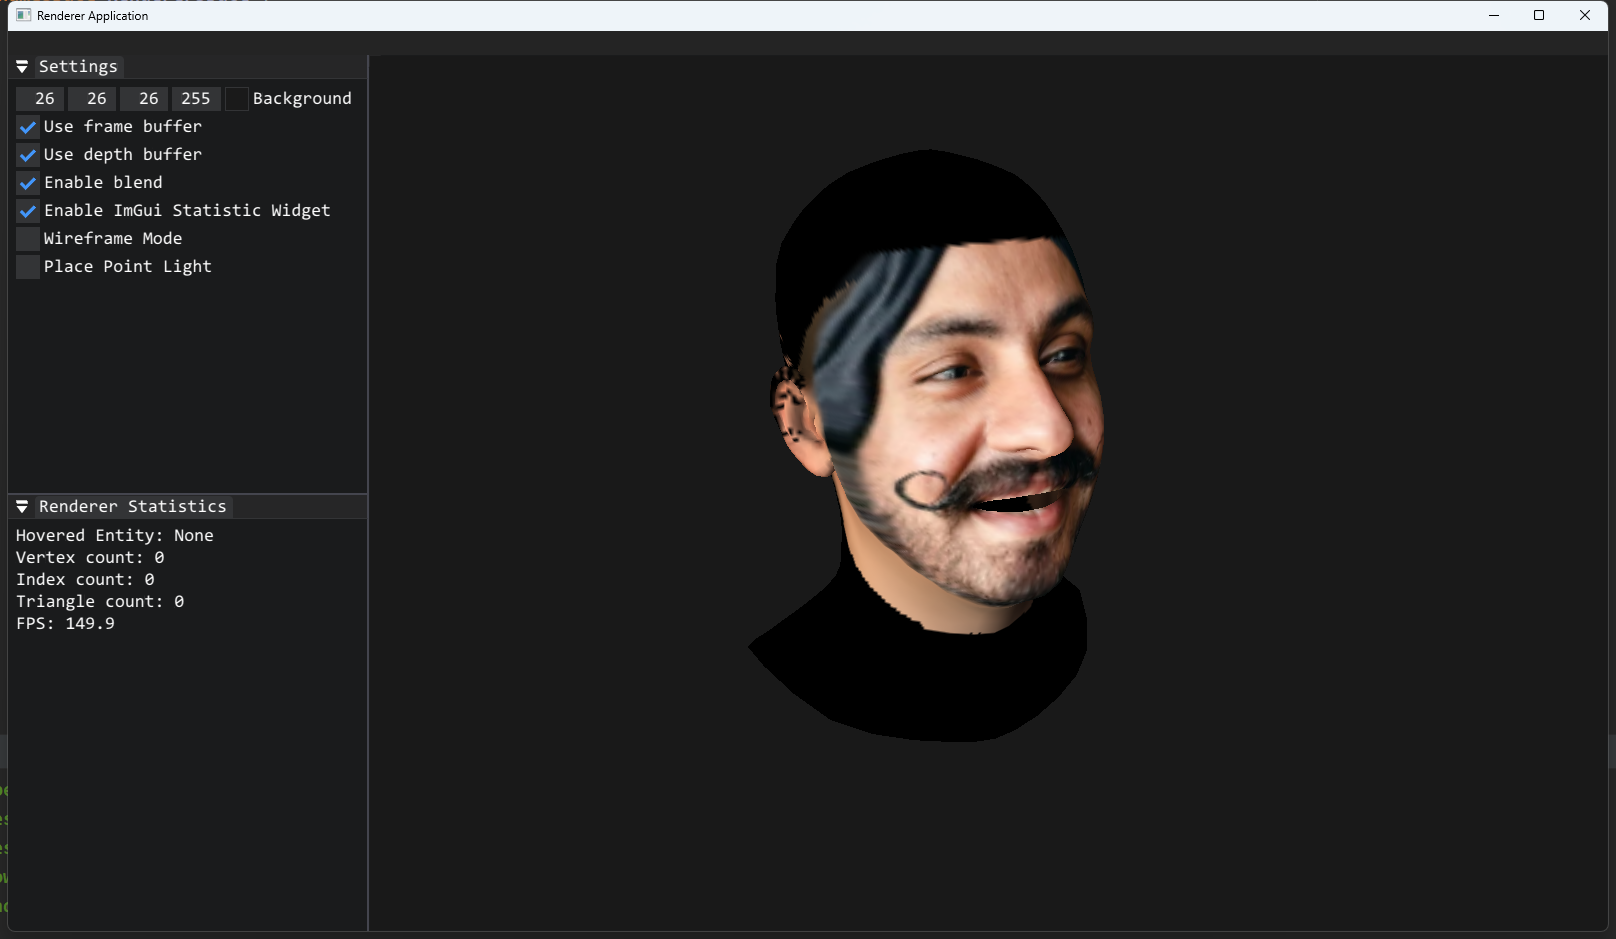 Renderer Application
Settings
26 26 26 255 Background
Use frame buffer
Use depth buffer
Enable blend
Enable ImGui Statistic Widget
Wireframe Mode
Place Point Light
Renderer Statistics
Hovered Entity: None
Vertex count: 0
Index count: 0
Triangle count: 0
FPS: 149.9